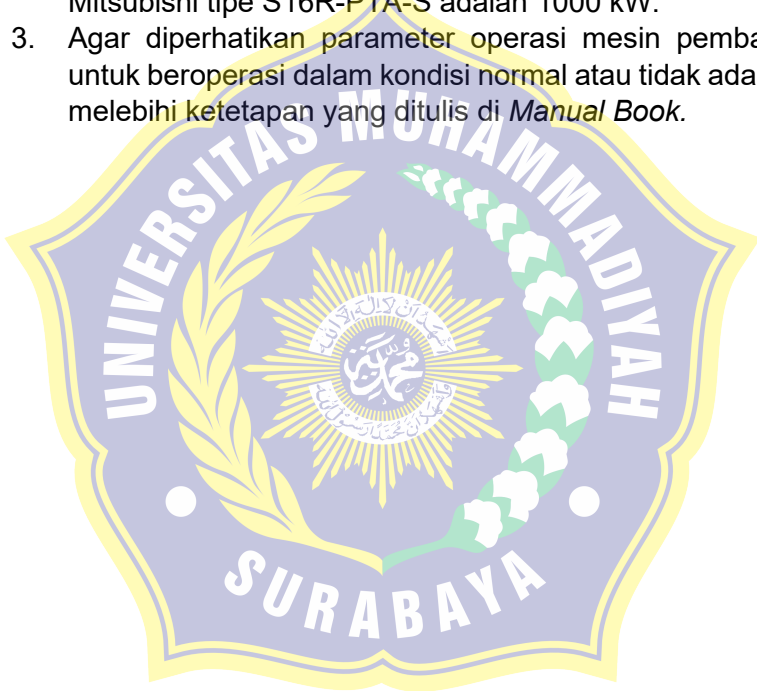 Mitsubishi tipe S16R-PTA-S adalah 1000 kW.
3. Agar diperhatikan parameter operasi mesin pemba
untuk beroperasi dalam kondisi normal atau tidak ada
melebihi ketetapan yang ditulis di Manual Book.
UNIVERSITAS MUHAMMADIYAH
محمد
SURABAYA